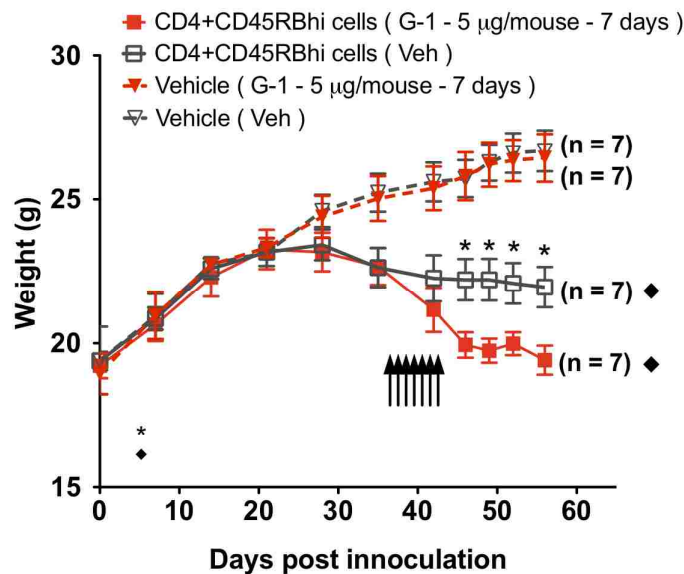 CD4+CD45RBhi cells ( G-1 - 5 μg/mouse - 7 days )
CD4+CD45RBhi cells ( Veh )
Vehicle ( G-1 - 5 μg/mouse - 7 days )
Vehicle ( Veh )
30
25
20
15
Weight (g)
(n = 7)
(n = 7)
* * * *
(n = 7) ◆
(n = 7) ◆
*
◆
0 10 20 30 40 50 60
Days post innoculation